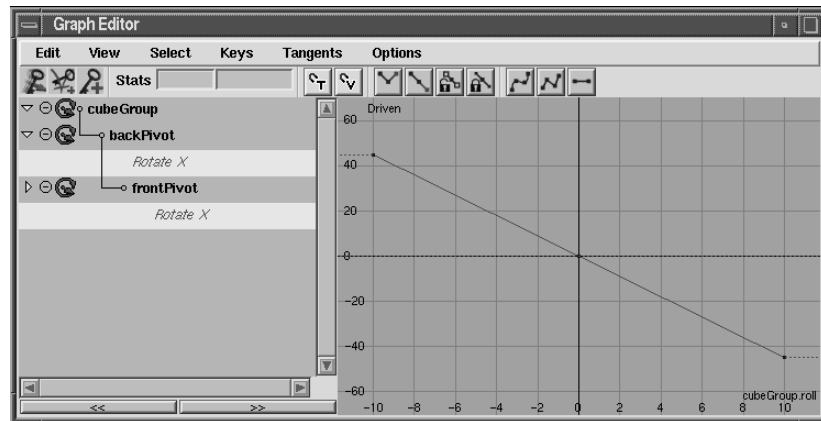 Graph Editor
Edit View Select Keys Tangents Options
Stats
cubeGroup
backPivot
Rotate X
frontPivot
Rotate X
<< >>
Driven
60
40
20
0
-20
-40
-60
cubeGroup.roll
-10 -8 -6 -4 -2 0 2 4 6 8 10